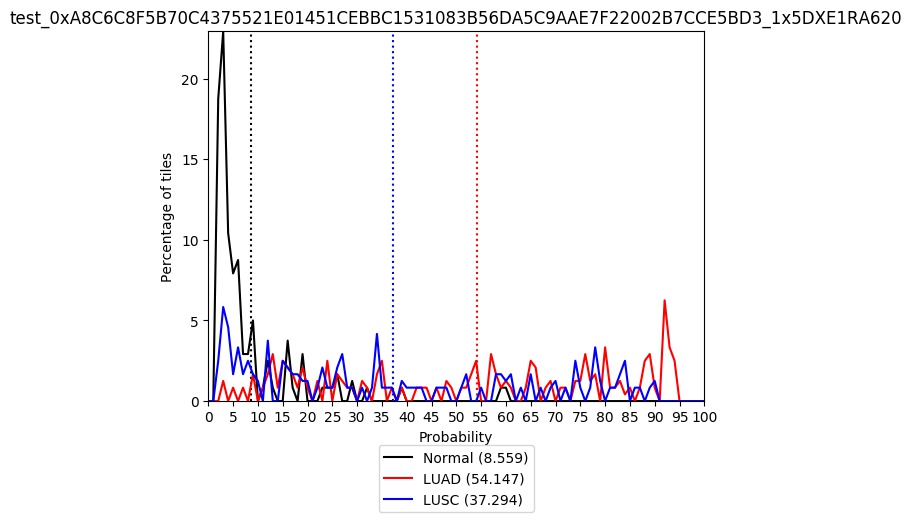 test_0xA8C6C8F5B70C4375521E01451CEBBC1531083B56DA5C9AAE7F22002B7CCE5BD3_1x5DXE1RA620
Percentage of tiles
20
15
10
5
0
0 5 10 15 20 25 30 35 40 45 50 55 60 65 70 75 80 85 90 95 100
Probability
Normal (8.559)
LUAD (54.147)
LUSC (37.294)